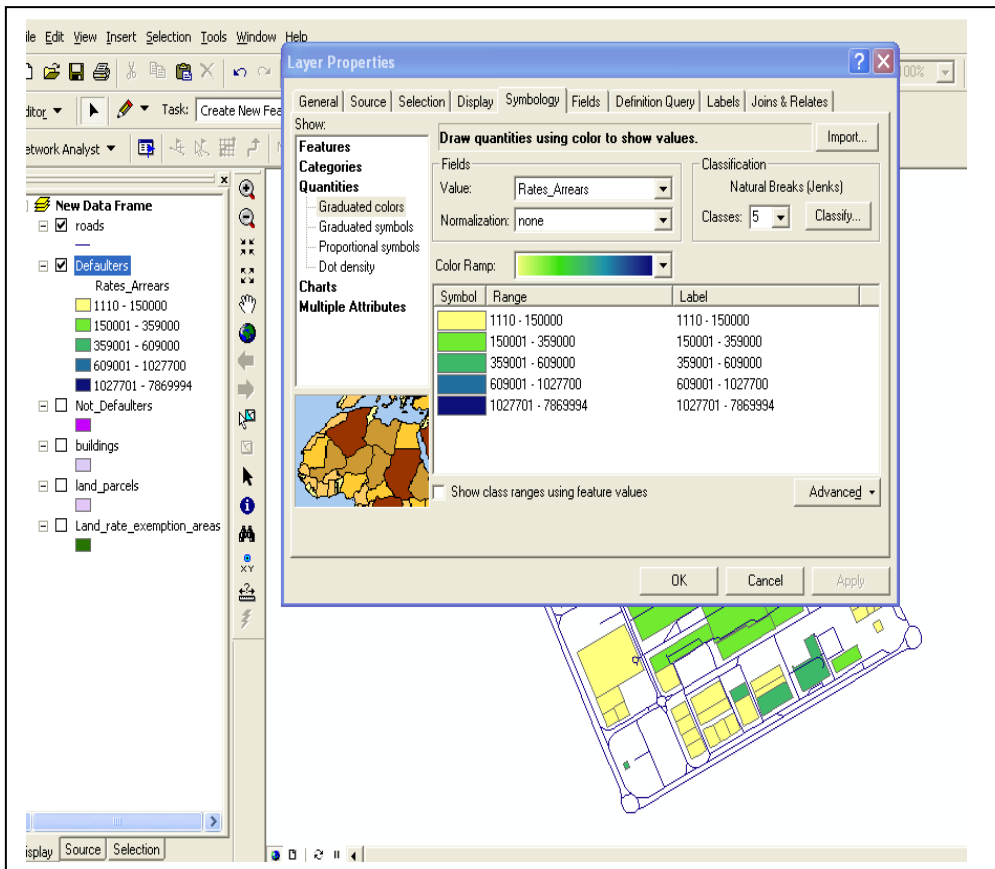 ile Edit View Insert Selection Tools Window Help
Layer Properties
100%
ditor Task: Create New Fea
etwork Analyst
New Data Frame
roads
Defaulters
Rates_Arrears
1110 - 150000
150001 - 359000
359001 - 609000
609001 - 1027700
1027701 - 7869994
Not_Defaulters
buildings
land_parcels
Land_rate_exemption_areas
isplay Source Selection
General Source Selection Display Symbology Fields Definition Query Labels Joins & Relates
Show:
Features
Categories
Quantities
Graduated colors
Graduated symbols
Proportional symbols
Dot density
Charts
Multiple Attributes
Draw quantities using color to show values.
Import...
Fields
Value: Rates_Arrears
Normalization: none
Classification
Natural Breaks (Jenks)
Classes: 5 Classify...
Color Ramp:
Symbol Range Label
1110 - 150000 1110 - 150000
150001 - 359000 150001 - 359000
359001 - 609000 359001 - 609000
609001 - 1027700 609001 - 1027700
1027701 - 7869994 1027701 - 7869994
Show class ranges using feature values
Advanced
OK Cancel Apply
XY